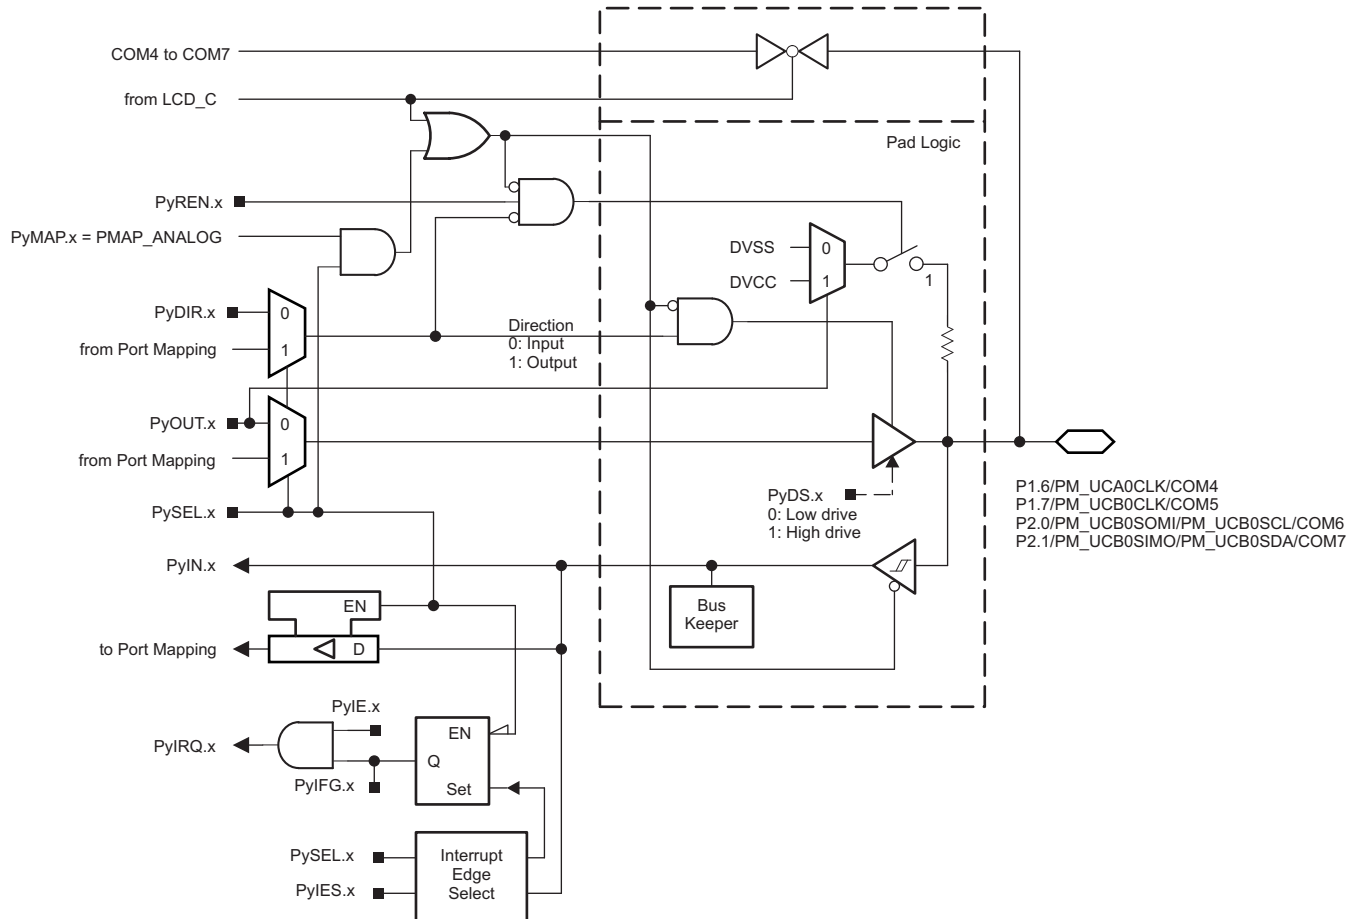 COM4 to COM7
from LCD_C
Pad Logic
PyREN.x
PyMAP.x = PMAP_ANALOG
DVSS
0
DVCC
1
1
PyDIR.x
0
from Port Mapping
1
Direction
0: Input
1: Output
PyOUT.x
0
from Port Mapping
1
PyDS.x
0: Low drive
1: High drive
P1.6/PM_UCA0CLK/COM4
P1.7/PM_UCB0CLK/COM5
P2.0/PM_UCB0SOMI/PM_UCB0SCL/COM6
P2.1/PM_UCB0SIMO/PM_UCB0SDA/COM7
PySEL.x
PyIN.x
Bus
Keeper
EN
to Port Mapping
D
PyIE.x
EN
PyIRQ.x
Q
PyIFG.x
Set
PySEL.x
PyIES.x
Interrupt
Edge
Select